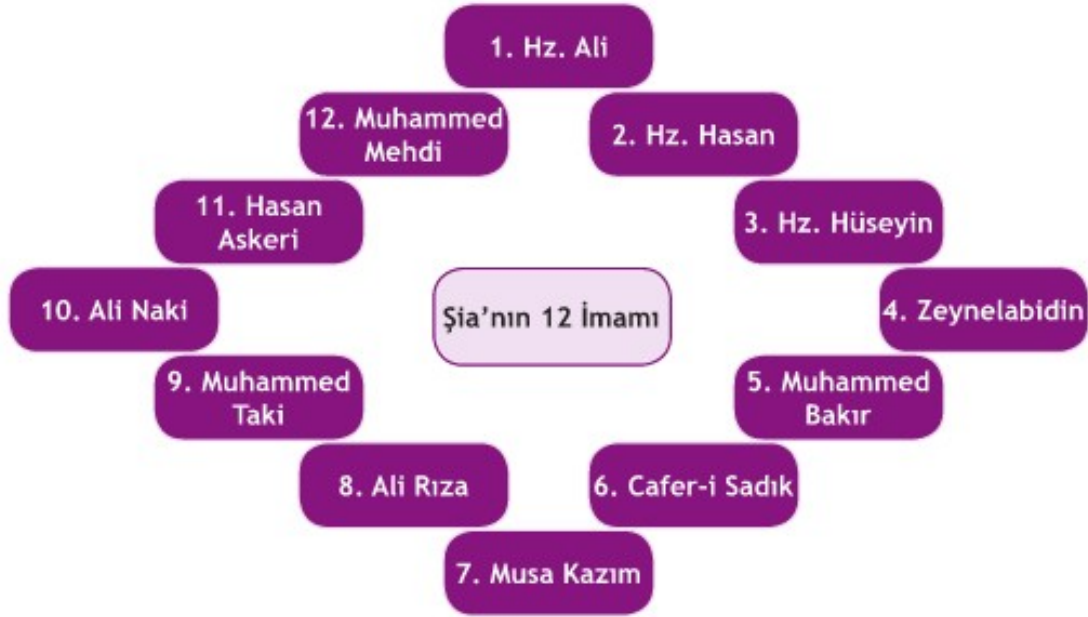 1. Hz. Ali
2. Hz. Hasan
3. Hz. Hüseyin
4. Zeynelabidin
5. Muhammed
Bakır
6. Cafer-i Sadık
7. Musa Kazım
8. Ali Rıza
9. Muhammed
Taki
10. Ali Naki
11. Hasan
Askeri
12. Muhammed
Mehdi
Şia’nın 12 İmamı